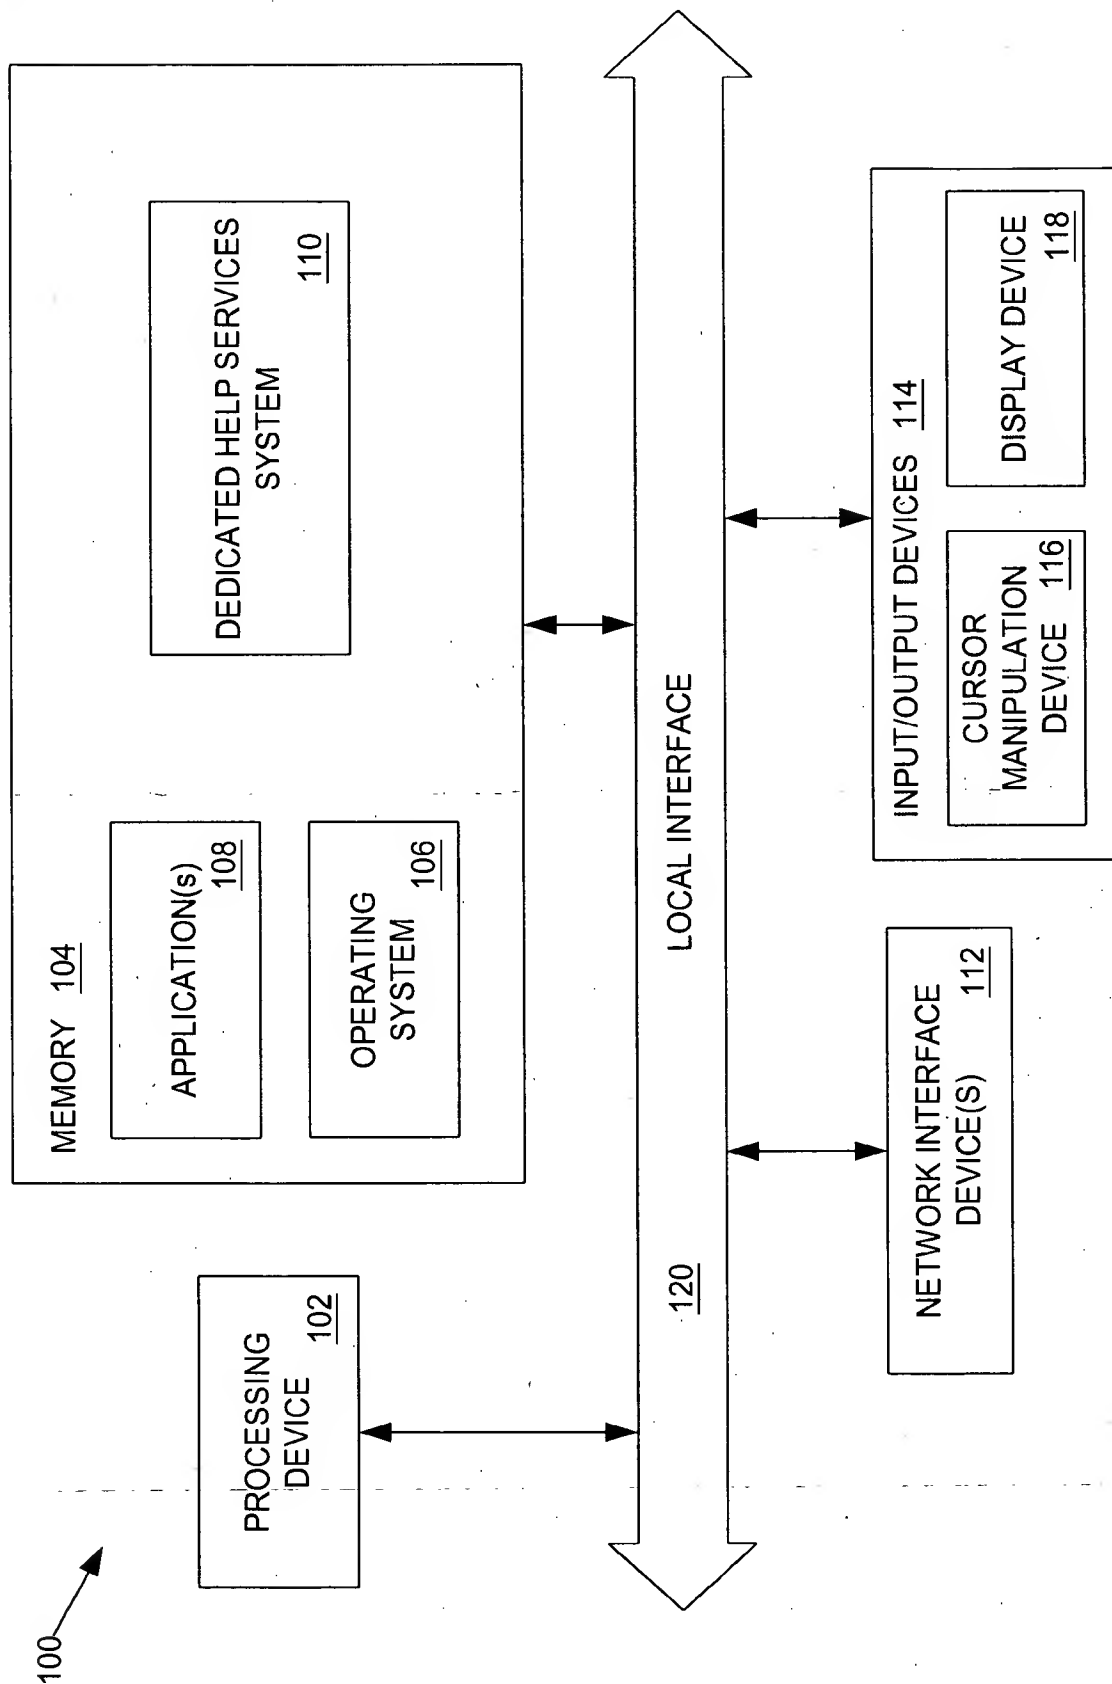 100
PROCESSING
DEVICE
102
MEMORY 104
APPLICATION(s)
108
OPERATING
SYSTEM
106
DEDICATED HELP SERVICES
SYSTEM
110
120
LOCAL INTERFACE
NETWORK INTERFACE
DEVICE(S)
112
INPUT/OUTPUT DEVICES 114
CURSOR
MANIPULATION
DEVICE
116
DISPLAY DEVICE
118